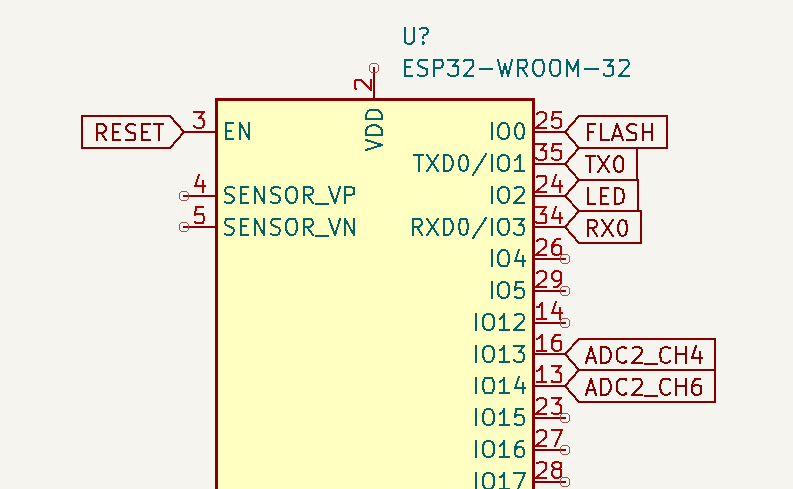 U?
ESP32-WROOM-32
2
VDD
RESET 3 EN
IO0 25 FLASH
TXD0/IO1 35 TX0
4 SENSOR_VP
IO2 24 LED
5 SENSOR_VN
RXD0/IO3 34 RX0
IO4 26
IO5 29
IO12 14
IO13 16 ADC2_CH4
IO14 13 ADC2_CH6
IO15 23
IO16 27
IO17 28